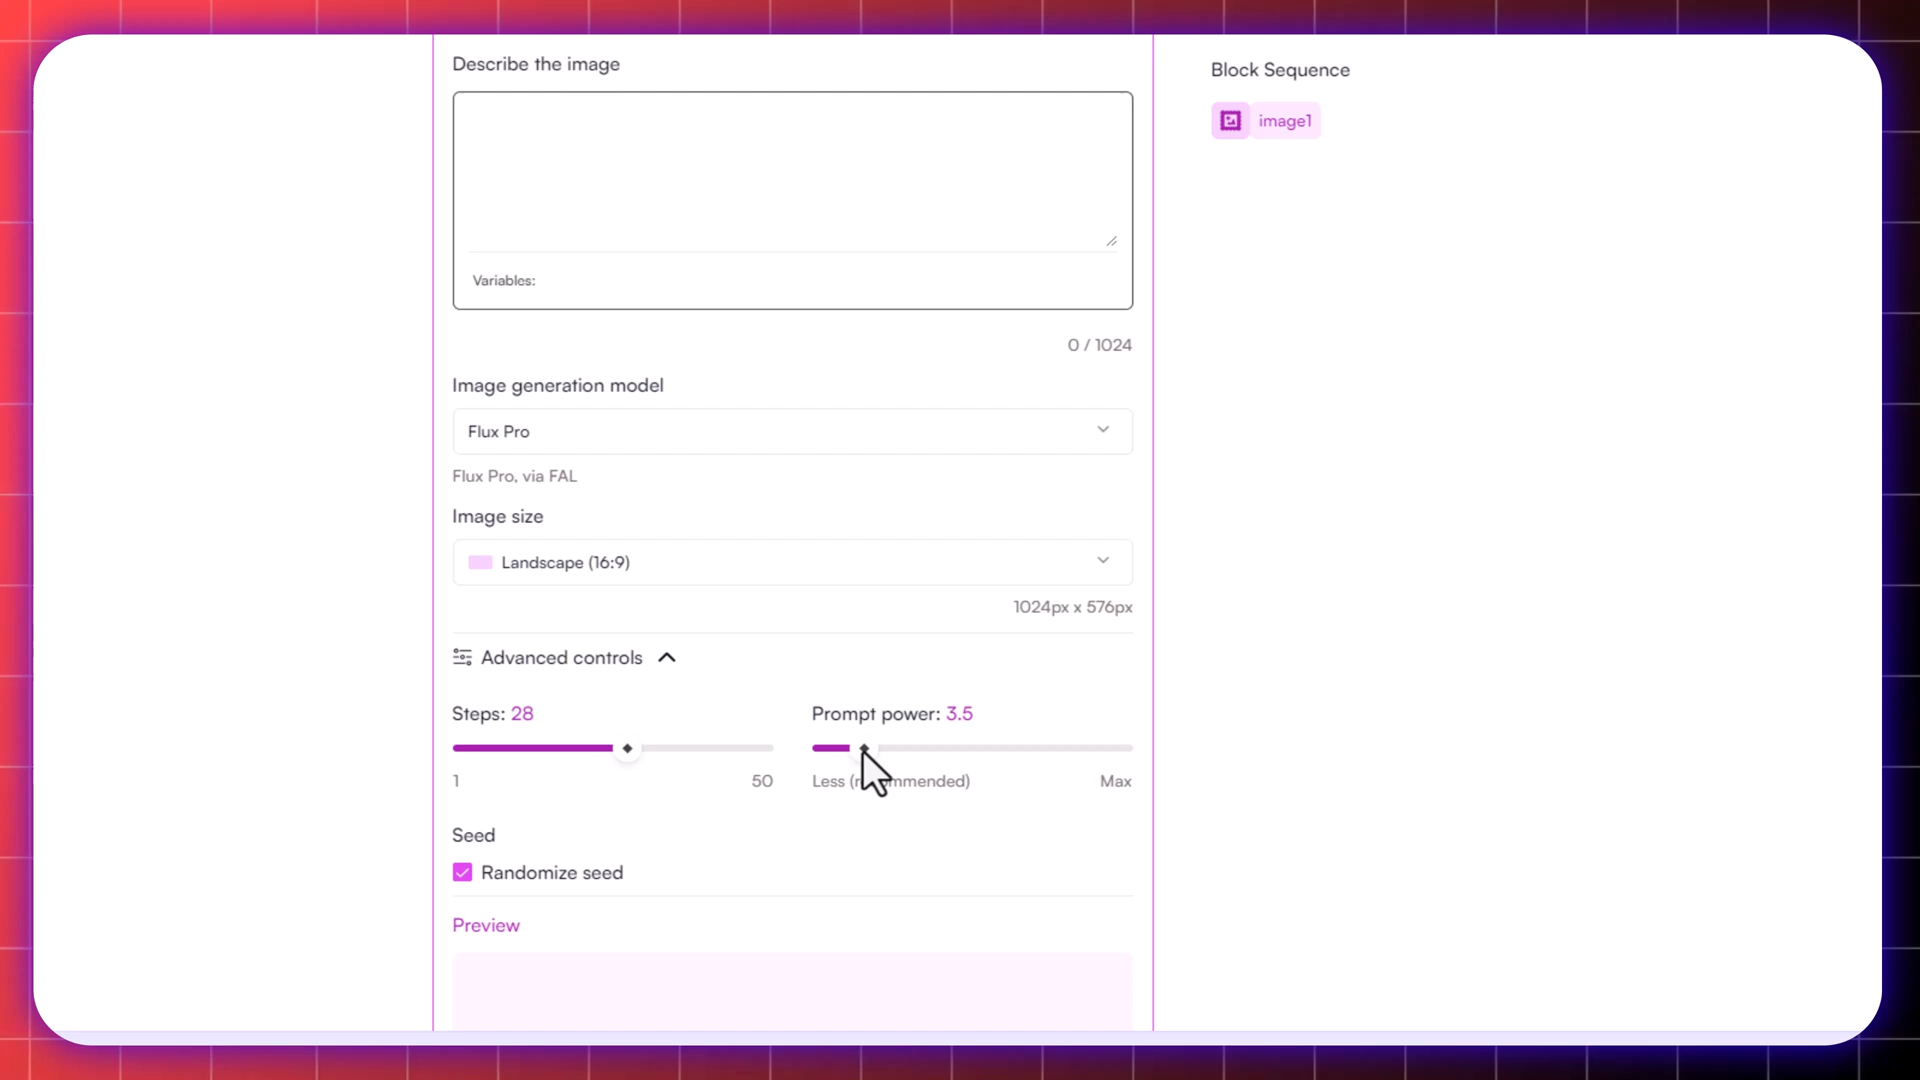 Describe the image
Variables:
0 / 1024
Image generation model
Flux Pro
Flux Pro, via FAL
Image size
Landscape (16:9)
1024px x 576px
Advanced controls
Steps: 28
Prompt power: 3.5
1
50
Less (
Max
Seed
Randomize seed
Preview
Block Sequence
image1